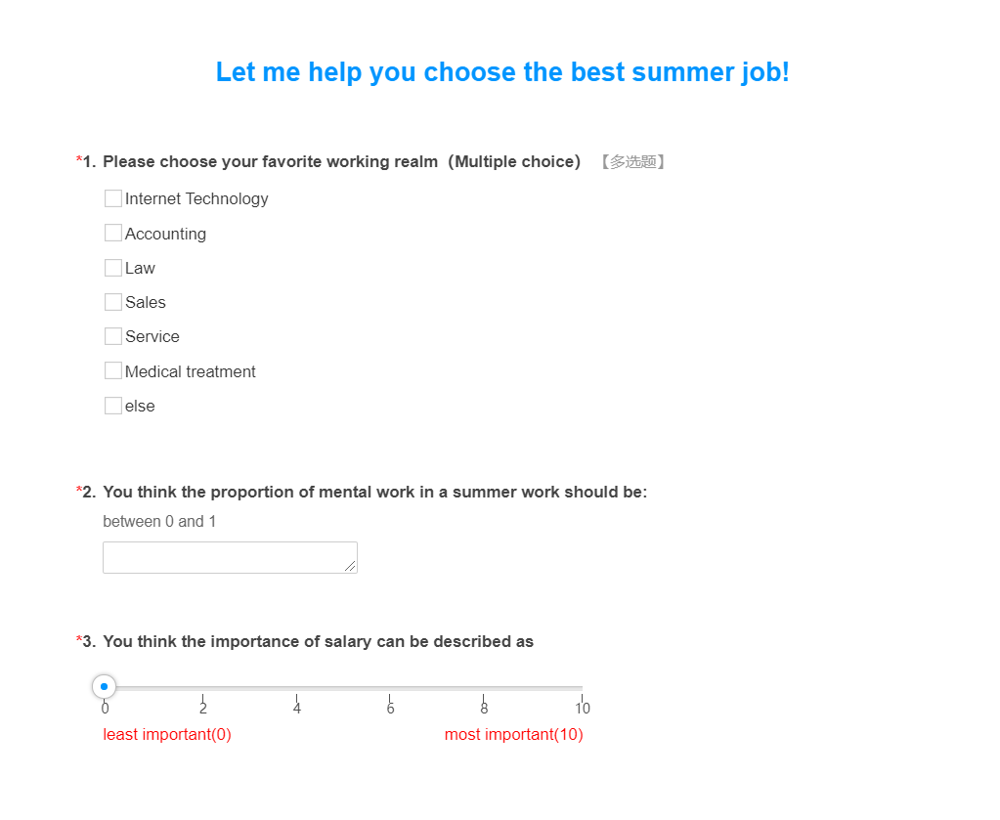 Let me help you choose the best summer job!
*1. Please choose your favorite working realm（Multiple choice） 【多选题】
Internet Technology
Accounting
Law
Sales
Service
Medical treatment
else
*2. You think the proportion of mental work in a summer work should be:
between 0 and 1
*3. You think the importance of salary can be described as
0 2 4 6 8 10
least important(0) most important(10)